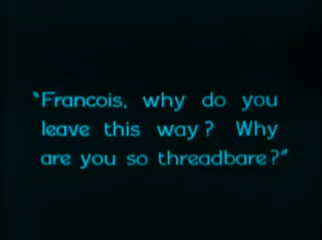 "Francois, why do you
leave this way? Why
are you so threadbare?"